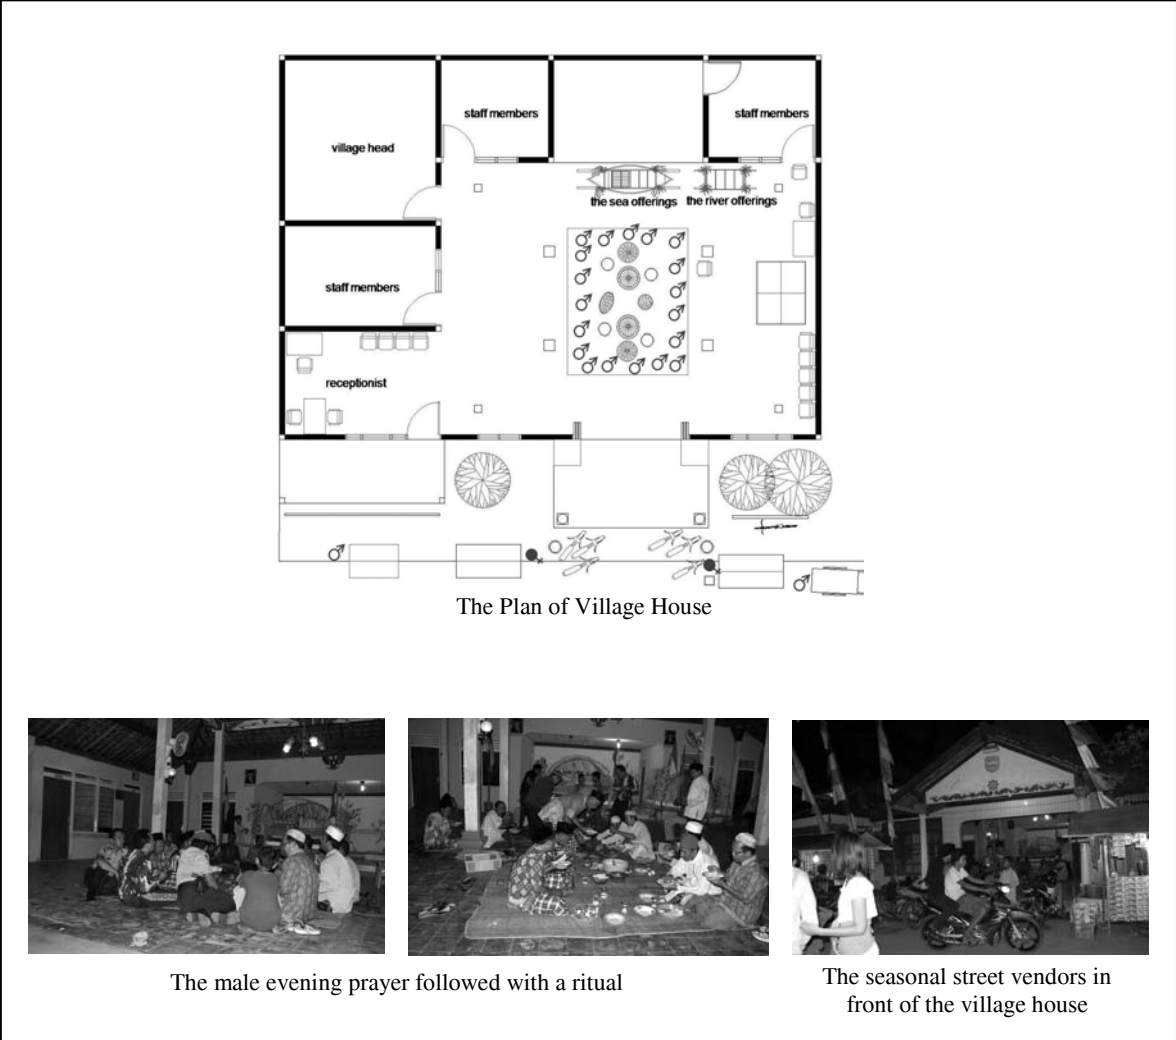 staff members
staff members
village head
the sea offerings the river offerings
staff members
receptionist
The Plan of Village House
The male evening prayer followed with a ritual
The seasonal street vendors in
front of the village house